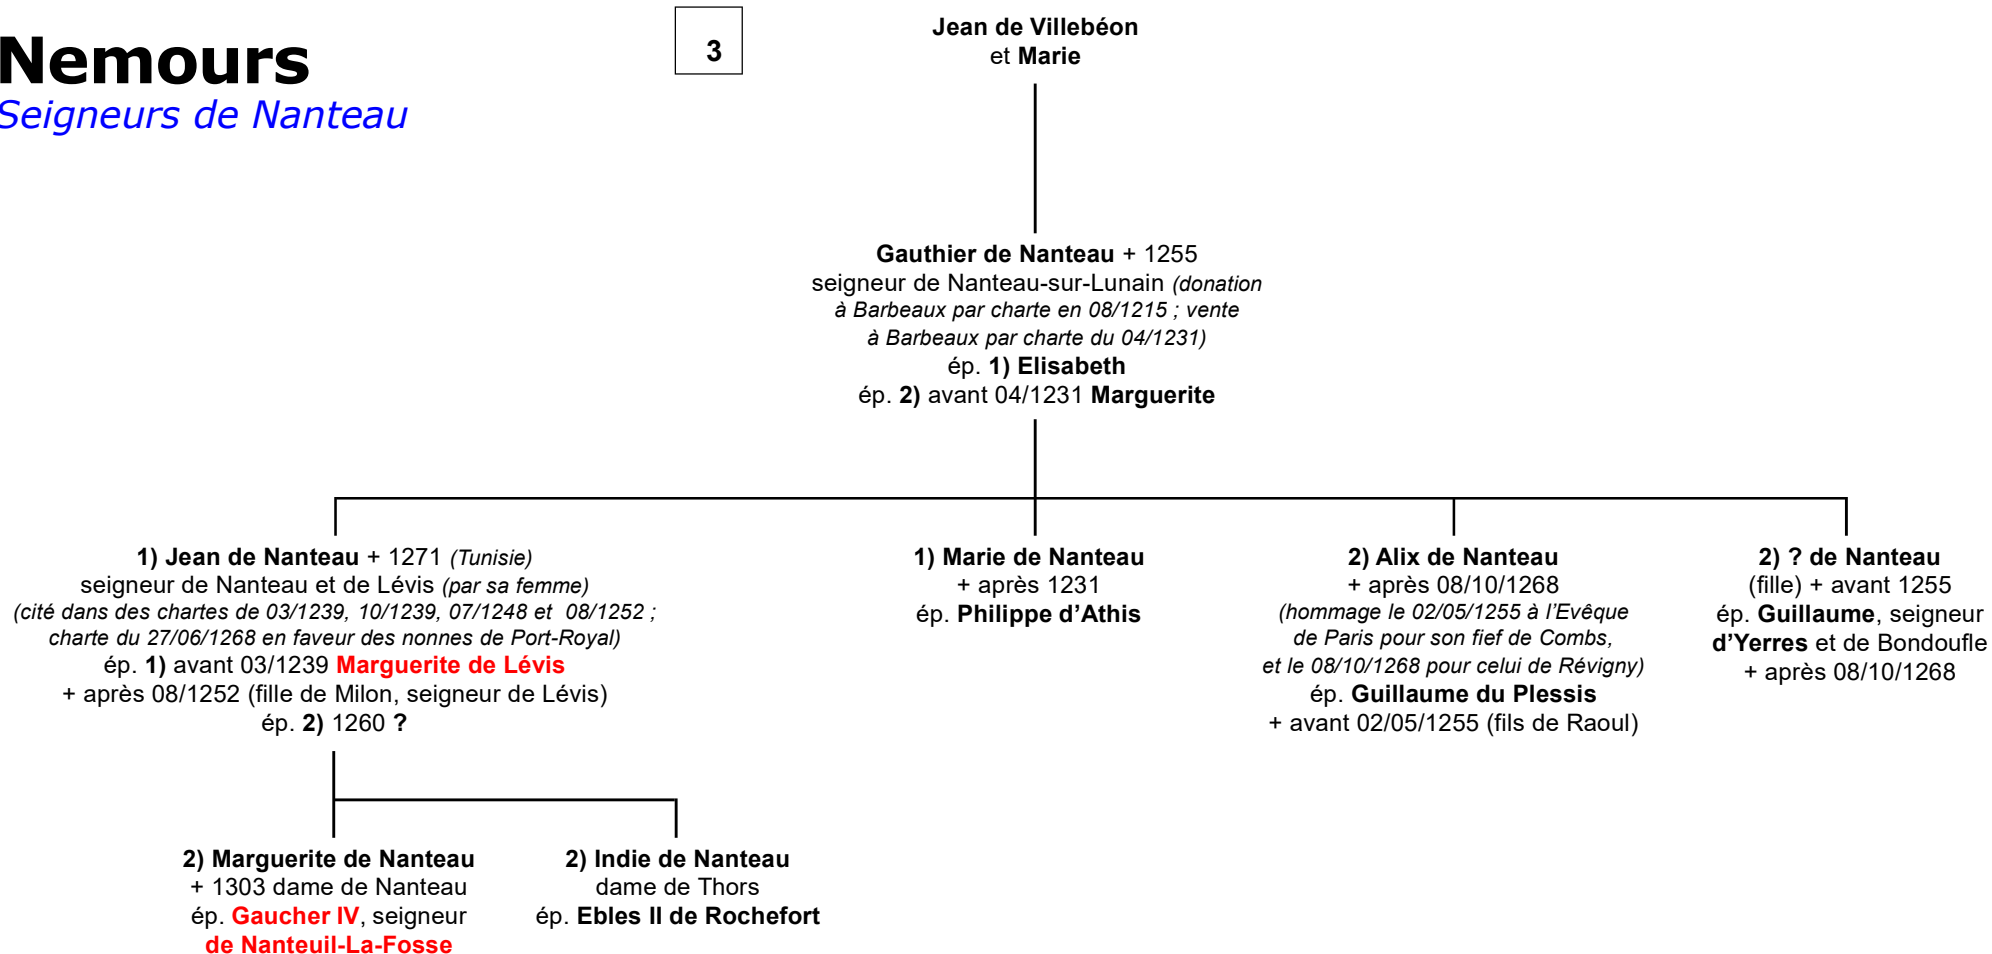 Nemours
Seigneurs de Nanteau
3
Jean de Villebéon
et Marie
Gauthier de Nanteau + 1255
seigneur de Nanteau-sur-Lunain (donation
à Barbeaux par charte en 08/1215 ; vente
à Barbeaux par charte du 04/1231)
ép. 1) Elisabeth
ép. 2) avant 04/1231 Marguerite
1) Jean de Nanteau + 1271 (Tunisie)
seigneur de Nanteau et de Lévis (par sa femme)
(cité dans des chartes de 03/1239, 10/1239, 07/1248 et 08/1252 ;
charte du 27/06/1268 en faveur des nonnes de Port-Royal)
ép. 1) avant 03/1239 Marguerite de Lévis
+ après 08/1252 (fille de Milon, seigneur de Lévis)
ép. 2) 1260 ?
1) Marie de Nanteau
+ après 1231
ép. Philippe d’Athis
2) Alix de Nanteau
+ après 08/10/1268
(hommage le 02/05/1255 à l’Evêque
de Paris pour son fief de Combs,
et le 08/10/1268 pour celui de Révigny)
ép. Guillaume du Plessis
+ avant 02/05/1255 (fils de Raoul)
2) ? de Nanteau
(fille) + avant 1255
ép. Guillaume, seigneur
d’Yerres et de Bondoufle
+ après 08/10/1268
2) Marguerite de Nanteau
+ 1303 dame de Nanteau
ép. Gaucher IV, seigneur
de Nanteuil-La-Fosse
2) Indie de Nanteau
dame de Thors
ép. Ebles II de Rochefort